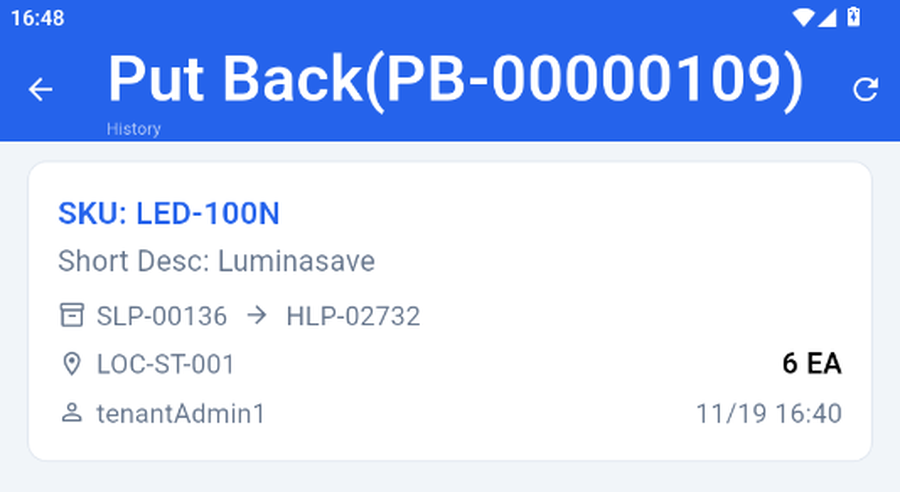 16:48
Put Back(PB-00000109)
History
SKU: LED-100N
Short Desc: Luminasave
SLP-00136 → HLP-02732
LOC-ST-001 6 EA
tenantAdmin1 11/19 16:40